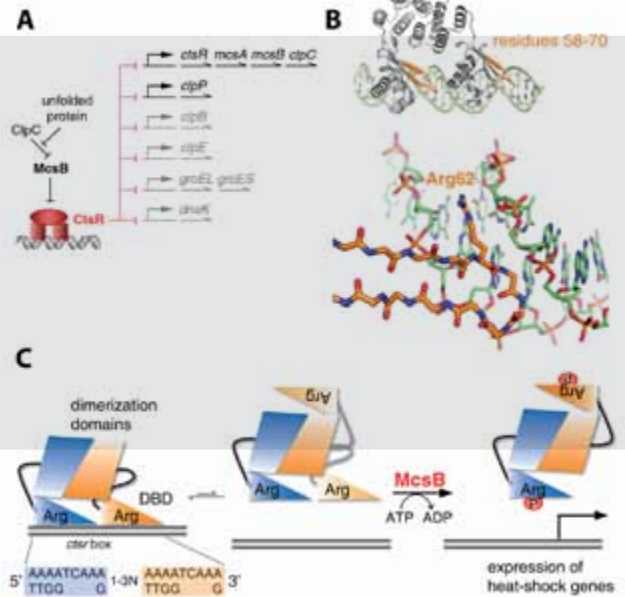 A
ctsR mcsA mcsB clpC
clpP
unfolded
protein
clpB
ClpC
clpE
McsB
groEL groES
CtsR
dnaK
B
residues 58-70
Arg62
C
dimerization
domains
Arg
Arg
DBD
McsB
Arg
Arg
Arg
Arg
Arg
P
P
ATP ADP
ctsr box
5' AAAATCAAA 1-3N AAAATCAAA 3'
TTGG G TTGG G
expression of
heat-shock genes